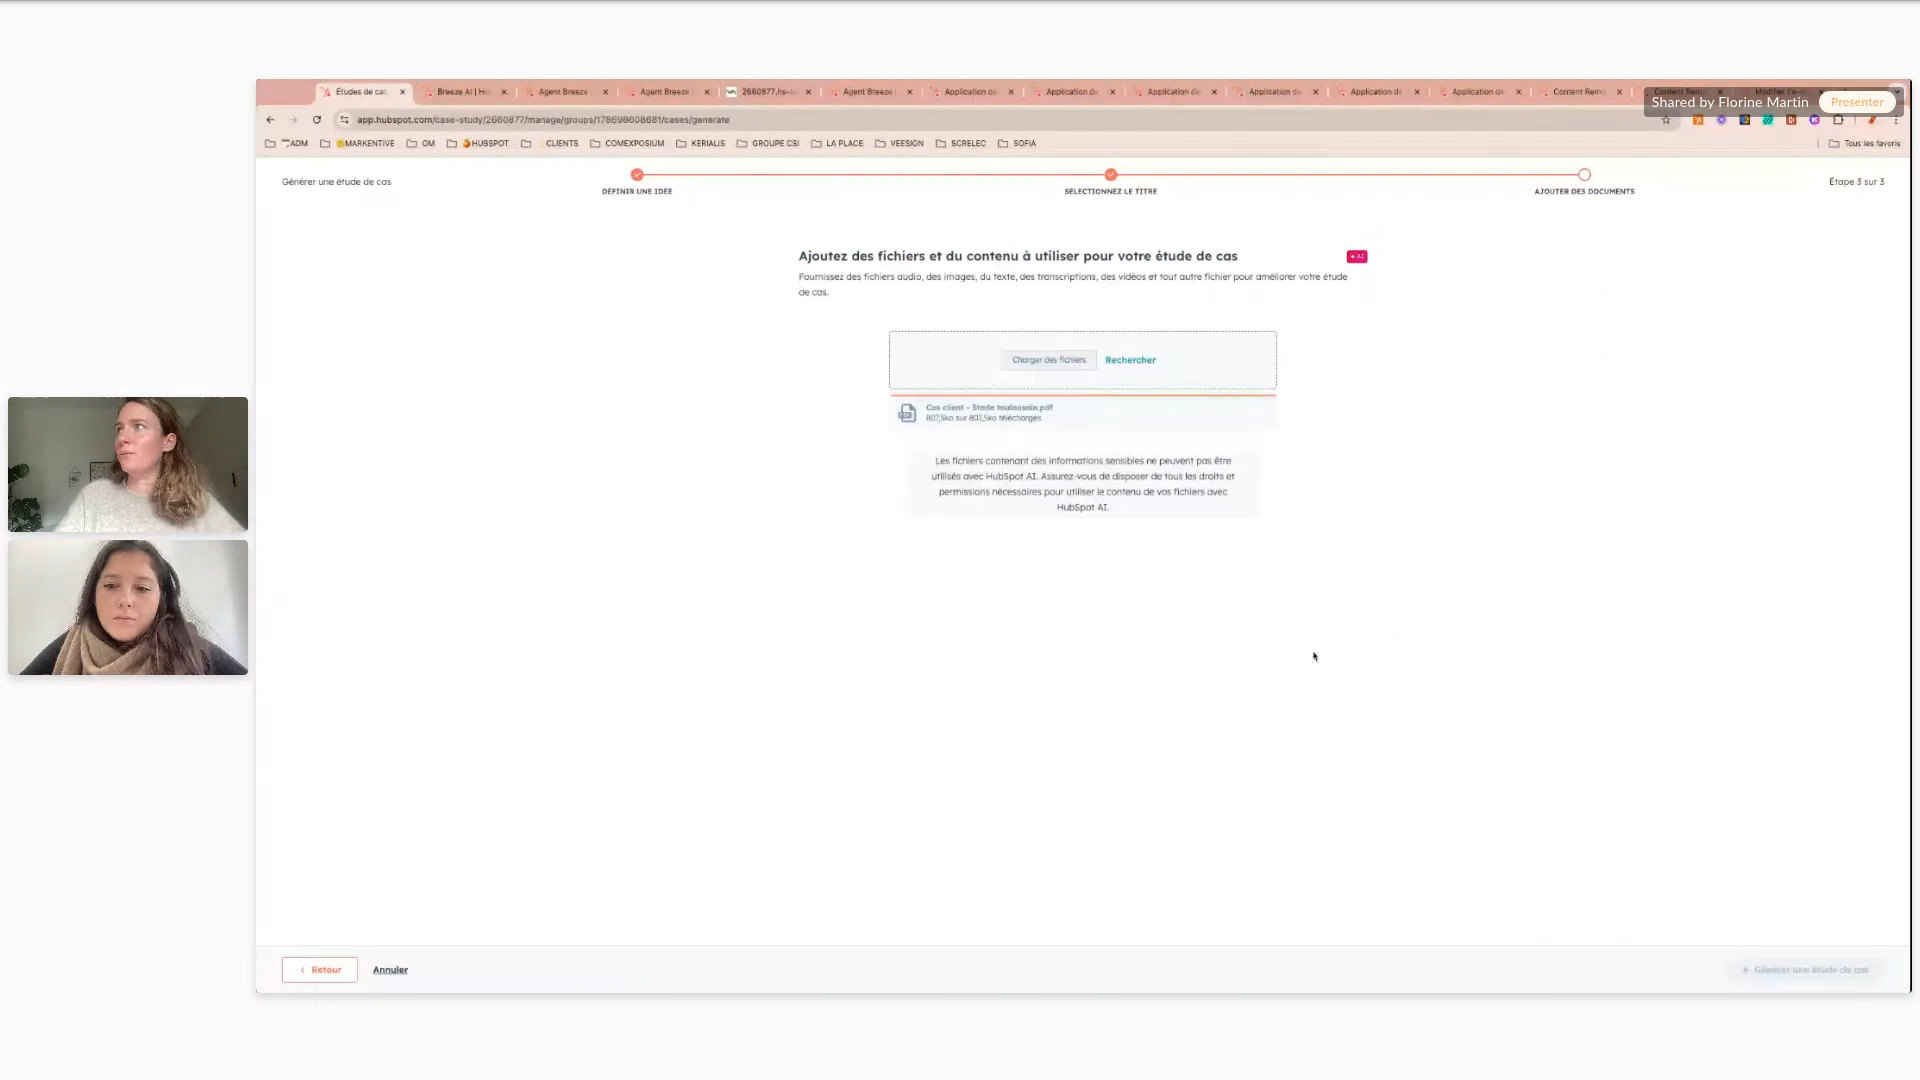 Études de cas
Breeze AI | H
Agent Breeze
Agent Breeze
2660877.hs-s
Agent Breeze
Application de
Application de
Application de
Application de
Application de
Application de
Content Rem
Content Rem
Modifier l'e
Shared by Florine Martin
Presenter
app.hubspot.com/case-study/2660877/manage/groups/178698608681/cases/generate
ADM
MARKENTIVE
OM
HUBSPOT
CLIENTS
COMEXPOSIUM
KERIALIS
GROUPE CSI
LA PLACE
VEESION
SCRELEC
SOFIA
Tous les favoris
Générer une étude de cas
DÉFINIR UNE IDÉE
SÉLECTIONNEZ LE TITRE
AJOUTER DES DOCUMENTS
Étape 3 sur 3
Ajoutez des fichiers et du contenu à utiliser pour votre étude de cas
AI
Fournissez des fichiers audio, des images, du texte, des transcriptions, des vidéos et tout autre fichier pour améliorer votre étude
de cas.
Charger des fichiers
Rechercher
Cas client - Stade toulousain.pdf
807,5ko sur 807,5ko téléchargés
Les fichiers contenant des informations sensibles ne peuvent pas être
utilisés avec HubSpot AI. Assurez-vous de disposer de tous les droits et
permissions nécessaires pour utiliser le contenu de vos fichiers avec
HubSpot AI.
Retour
Annuler
Générer une étude de cas